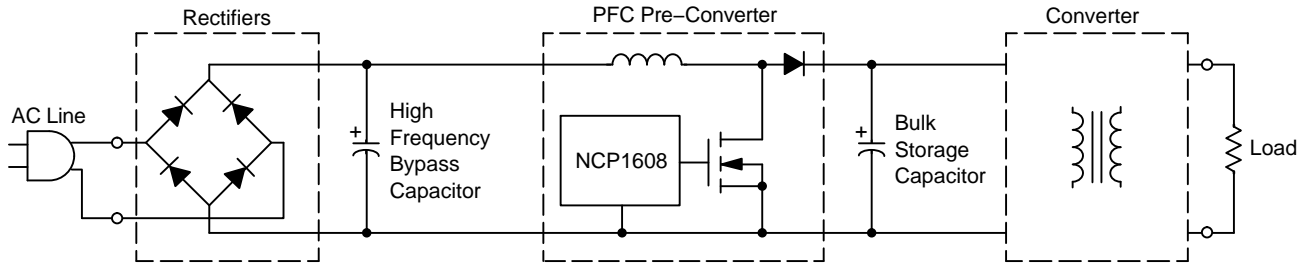 Rectifiers
PFC Pre−Converter
Converter
AC Line
+
High
Frequency
Bypass
Capacitor
NCP1608
+
Bulk
Storage
Capacitor
Load